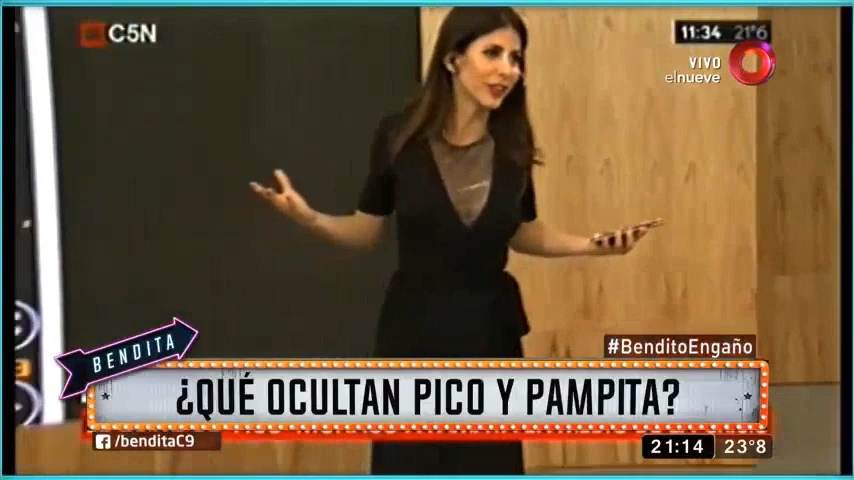 C5N
11:34 21°6
VIVO
elnueve
#BenditoEngaño
BENDITA
¿QUÉ OCULTAN PICO Y PAMPITA?
/benditaC9
21:14 23°8